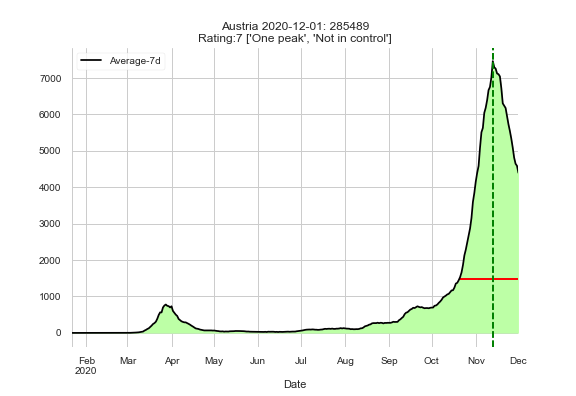 Austria 2020-12-01: 285489
Rating:7 ['One peak', 'Not in control']
Average-7d
7000
6000
5000
4000
3000
2000
1000
0
Feb Mar Apr May Jun Jul Aug Sep Oct Nov Dec
2020
Date